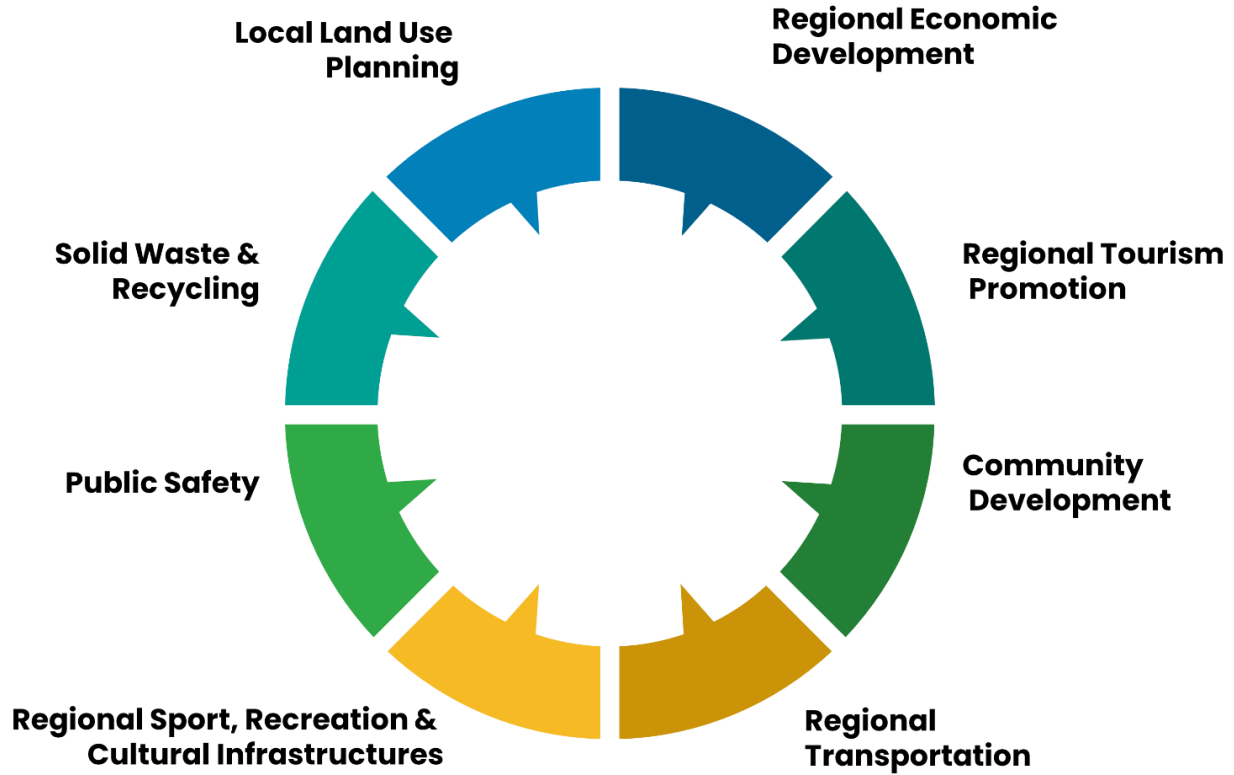 Local Land Use
Planning
Regional Economic
Development
Solid Waste &
Recycling
Regional Tourism
Promotion
Public Safety
Community
Development
Regional Sport, Recreation &
Cultural Infrastructures
Regional
Transportation